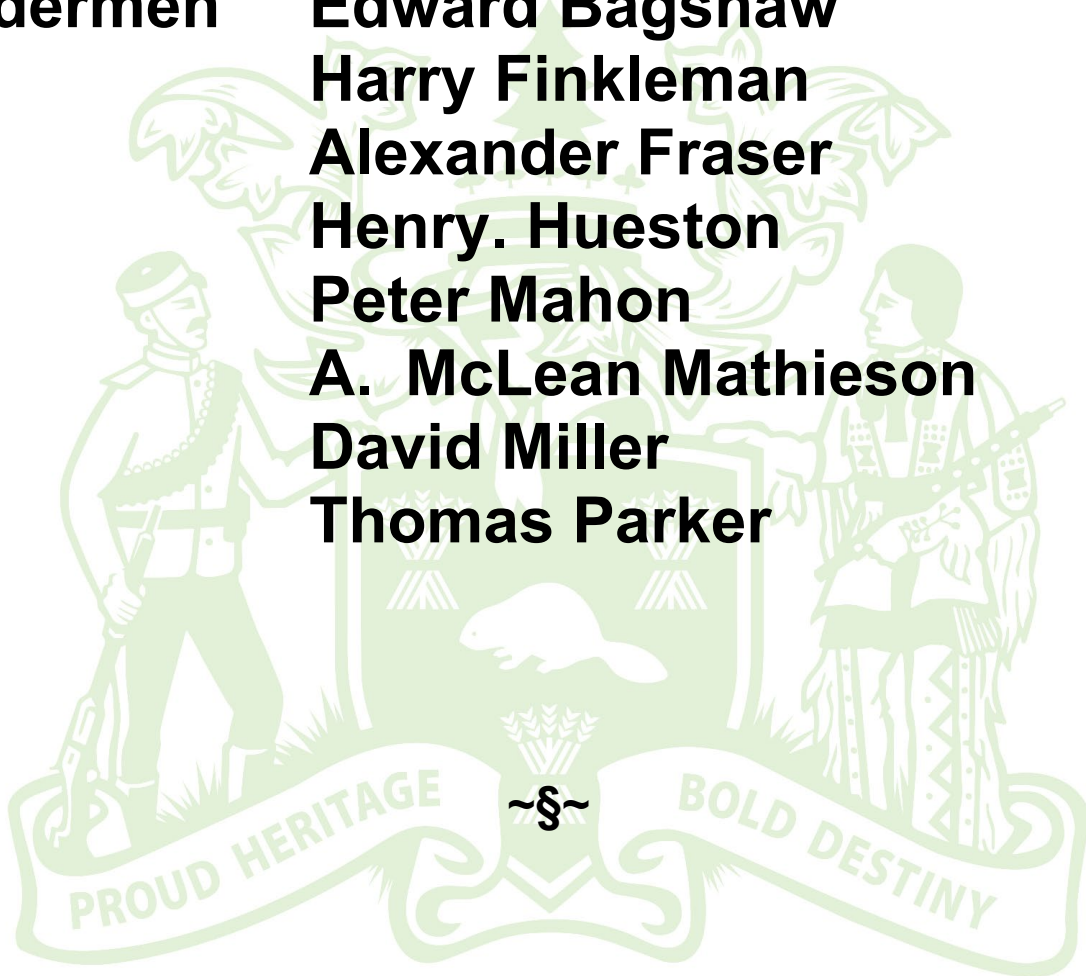 dermen Edward Bagshaw
Harry Finkleman
Alexander Fraser
Henry. Hueston
Peter Mahon
A.  McLean Mathieson
David Miller
Thomas Parker
~§~
PROUD HERITAGE BOLD DESTINY